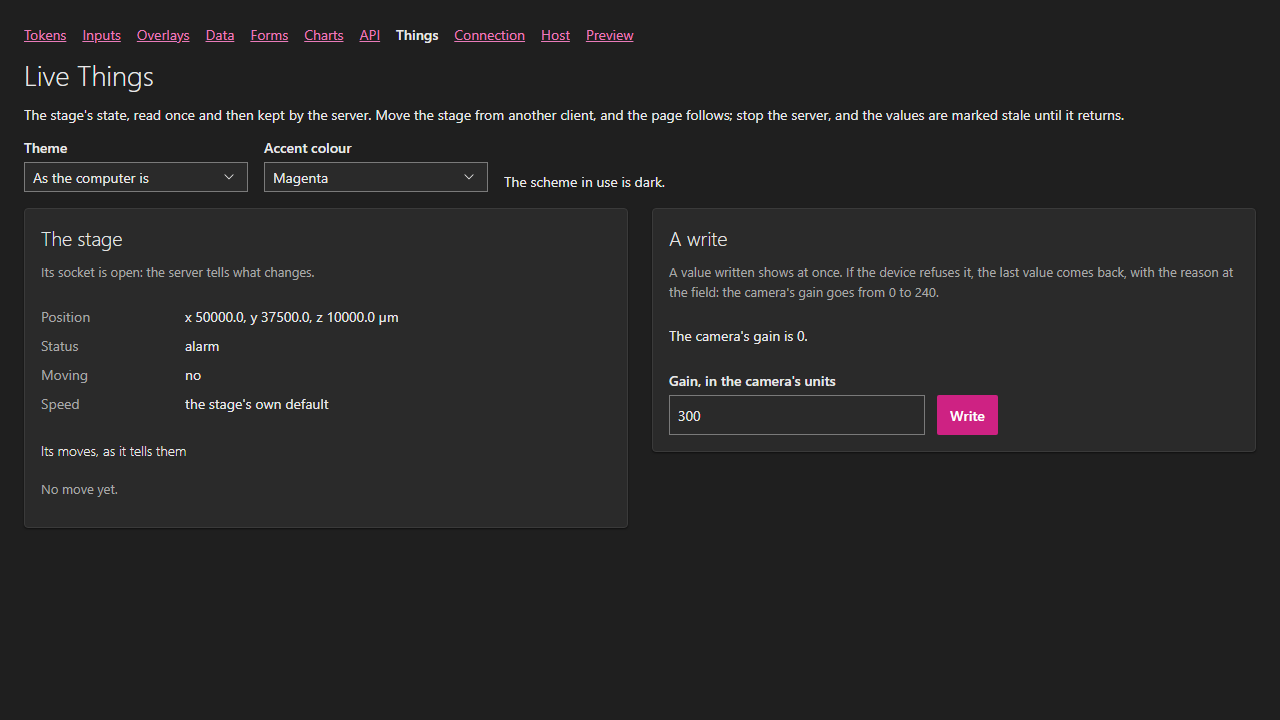 Tokens Inputs Overlays Data Forms Charts API Things Connection Host Preview
Live Things
The stage's state, read once and then kept by the server. Move the stage from another client, and the page follows; stop the server, and the values are marked stale until it returns.
Theme
As the computer is
Accent colour
Magenta
The scheme in use is dark.
The stage
Its socket is open: the server tells what changes.
Position x 50000.0, y 37500.0, z 10000.0 µm
Status alarm
Moving no
Speed the stage's own default
Its moves, as it tells them
No move yet.
A write
A value written shows at once. If the device refuses it, the last value comes back, with the reason at
the field: the camera's gain goes from 0 to 240.
The camera's gain is 0.
Gain, in the camera's units
300 Write